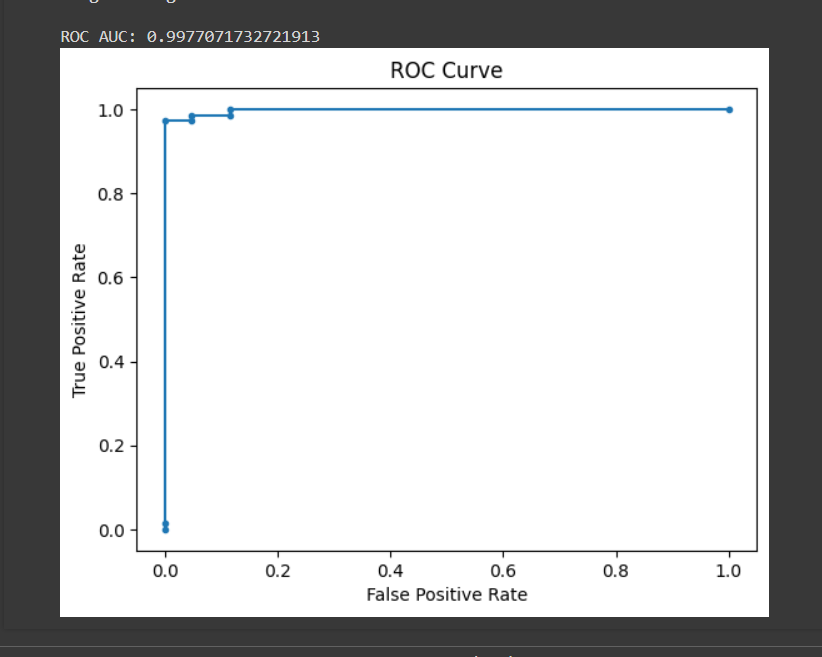 ROC AUC: 0.9977071732721913
ROC Curve
1.0
0.8
0.6
0.4
0.2
0.0
True Positive Rate
0.0 0.2 0.4 0.6 0.8 1.0
False Positive Rate